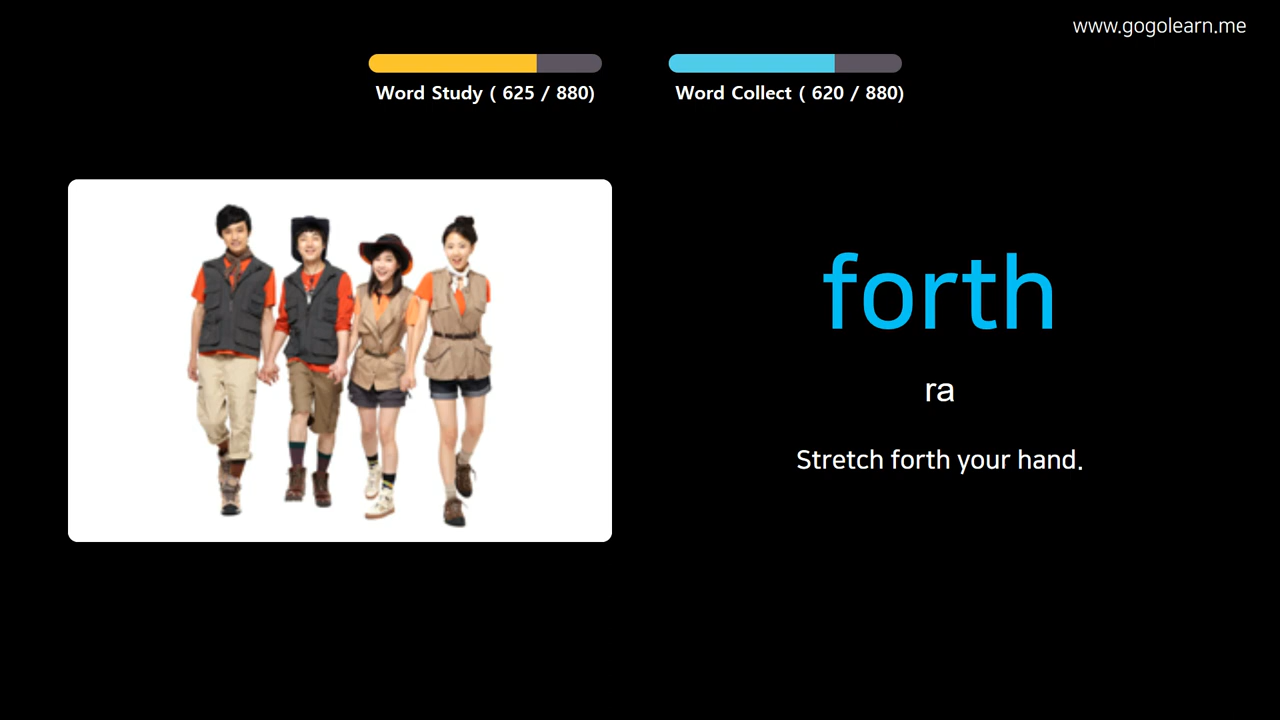 www.gogolearn.me
Word Study ( 625 / 880)
Word Collect ( 620 / 880)
forth
ra
Stretch forth your hand.